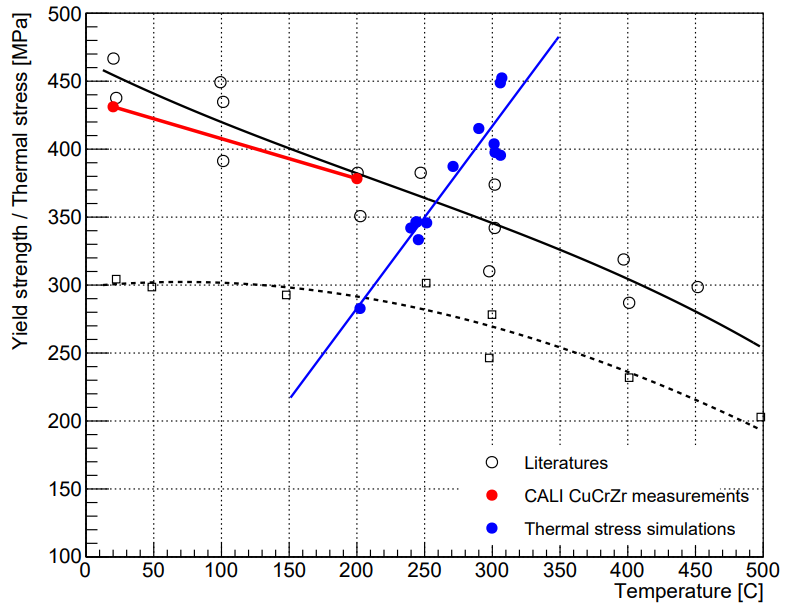 Yield strength / Thermal stress [MPa]
500
450
400
350
300
250
200
150
100
Literatures
CALI CuCrZr measurements
Thermal stress simulations
0 50 100 150 200 250 300 350 400 450 500
Temperature [C]